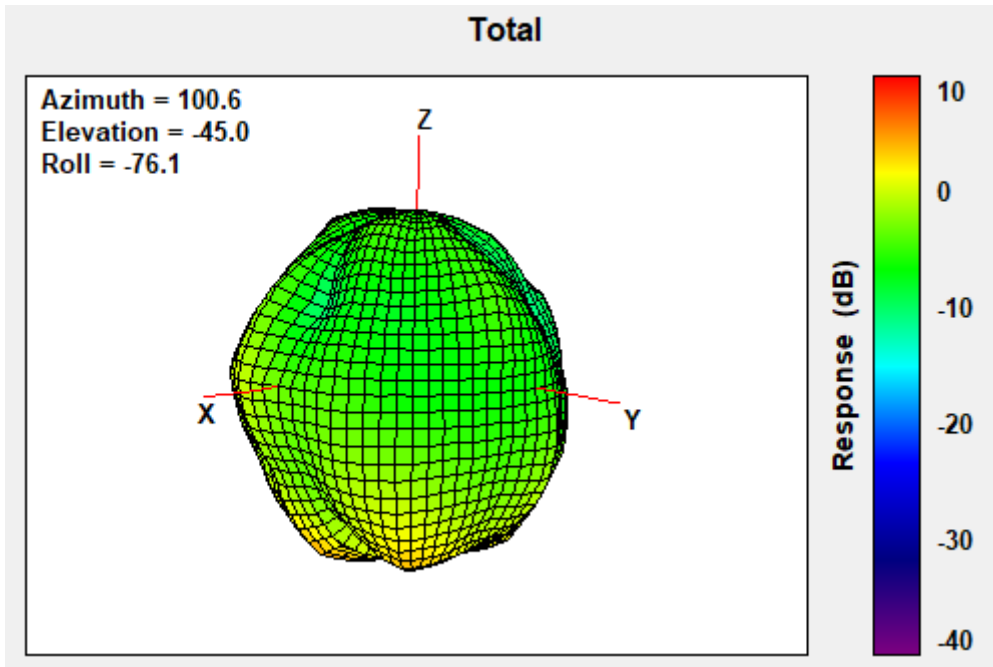 Total
Azimuth = 100.6
Elevation = -45.0
Roll = -76.1
Z
X
Y
10
0
-10
-20
-30
-40
Response (dB)